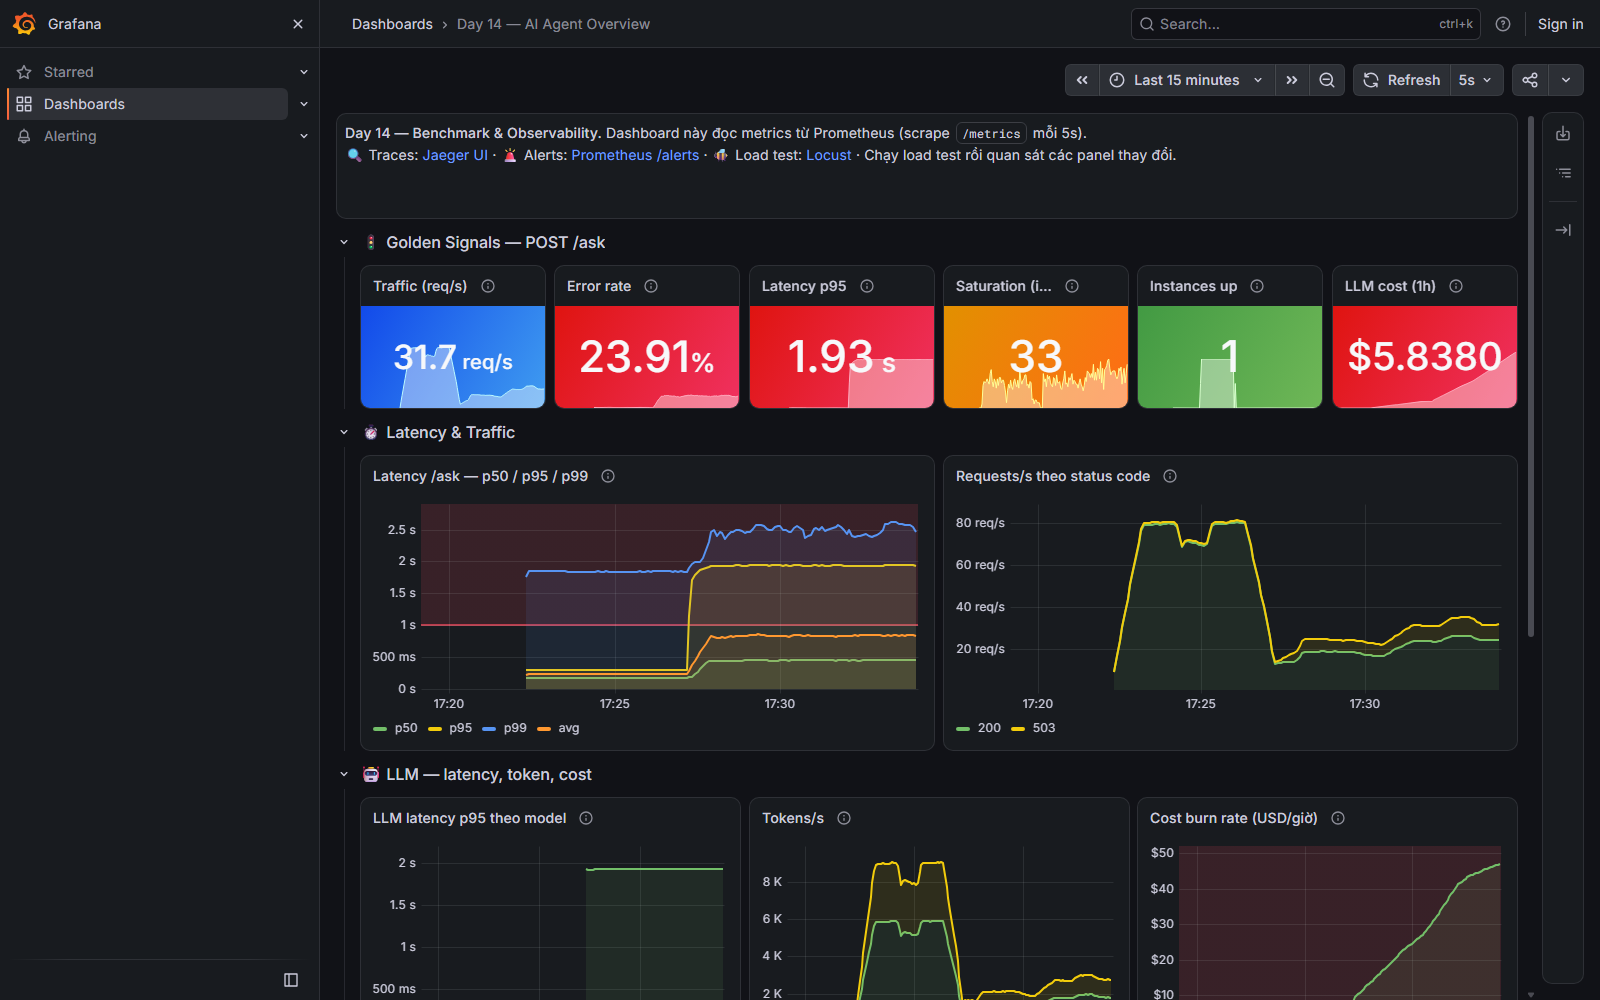 Grafana
Dashboards › Day 14 — AI Agent Overview
Search... ctrl+k
Sign in
Starred
Dashboards
Alerting
Last 15 minutes
Refresh 5s
Day 14 — Benchmark & Observability. Dashboard này đọc metrics từ Prometheus (scrape /metrics mỗi 5s).
Traces: Jaeger UI · Alerts: Prometheus /alerts · Load test: Locust · Chạy load test rồi quan sát các panel thay đổi.
Golden Signals — POST /ask
Traffic (req/s)
31.7 req/s
Error rate
23.91%
Latency p95
1.93 s
Saturation (i...
33
Instances up
1
LLM cost (1h)
$5.8380
Latency & Traffic
Latency /ask — p50 / p95 / p99
2.5 s
2 s
1.5 s
1 s
500 ms
0 s
17:20 17:25 17:30
p50 p95 p99 avg
Requests/s theo status code
80 req/s
60 req/s
40 req/s
20 req/s
17:20 17:25 17:30
200 503
LLM — latency, token, cost
LLM latency p95 theo model
2 s
1.5 s
1 s
500 ms
Tokens/s
8 K
6 K
4 K
2 K
Cost burn rate (USD/giờ)
$50
$40
$30
$20
$10